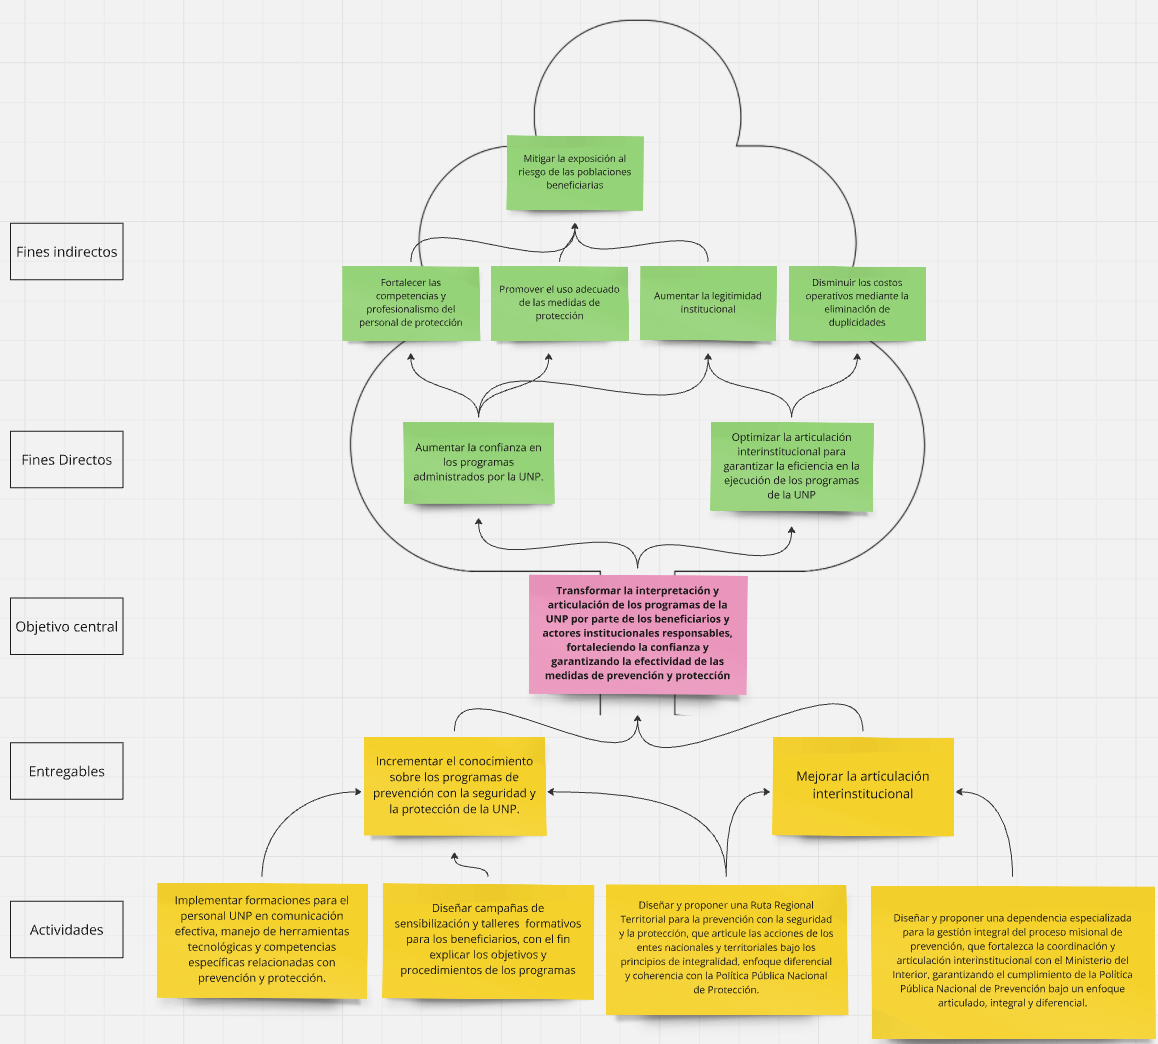 Mitigar la exposición al
riesgo de las poblaciones
beneficiarias
Fines indirectos
Fortalecer las
competencias y
profesionalismo del
personal de protección
Promover el uso adecuado
de las medidas de
protección
Aumentar la legitimidad
institucional
Disminuir los costos
operativos mediante la
eliminación de
duplicidades
Fines Directos
Aumentar la confianza en
los programas
administrados por la UNP.
Optimizar la articulación
interinstitucional para
garantizar la eficiencia en la
ejecución de los programas
de la UNP
Objetivo central
Transformar la interpretación y
articulación de los programas de la
UNP por parte de los beneficiarios y
actores institucionales responsables,
fortaleciendo la confianza y
garantizando la efectividad de las
medidas de prevención y protección
Entregables
Incrementar el conocimiento
sobre los programas de
prevención con la seguridad y
la protección de la UNP.
Mejorar la articulación
interinstitucional
Actividades
Implementar formaciones para el
personal UNP en comunicación
efectiva, manejo de herramientas
tecnológicas y competencias
específicas relacionadas con
prevención y protección.
Diseñar campañas de
sensibilización y talleres formativos
para los beneficiarios, con el fin
explicar los objetivos y
procedimientos de los programas
Diseñar y proponer una Ruta Regional
Territorial para la prevención con la seguridad
y la protección, que articule las acciones de los
entes nacionales y territoriales bajo los
principios de integralidad, enfoque diferencial
y coherencia con la Política Pública Nacional
de Protección.
Diseñar y proponer una dependencia especializada
para la gestión integral del proceso misional de
prevención, que fortalezca la coordinación y
articulación interinstitucional con el Ministerio del
Interior, garantizando el cumplimiento de la Política
Pública Nacional de Prevención bajo un enfoque
articulado, integral y diferencial.